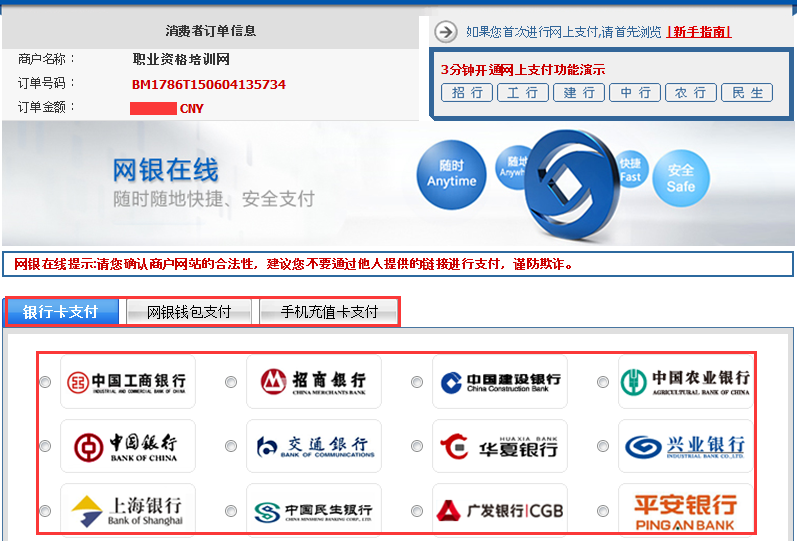 消费者订单信息
商户名称： 职业资格培训网
订单号码： BM1786T150604135734
订单金额： CNY
如果您首次进行网上支付,请首先浏览 【新手指南】
3分钟开通网上支付功能演示
招 行 工 行 建 行 中 行 农 行 民 生
网银在线
随时随地快捷、安全支付
随时
Anytime
随地
Anywh
快捷
Fast
安全
Safe
网银在线提示:请您确认商户网站的合法性，建议您不要通过他人提供的链接进行支付，谨防欺诈。
银行卡支付 网银钱包支付 手机充值卡支付
中国工商银行
INDUSTRIAL AND COMMERCIAL BANK OF CHINA
招商银行
CHINA MERCHANTS BANK
中国建设银行
China Construction Bank
中国农业银行
AGRICULTURAL BANK OF CHINA
中国银行
BANK OF CHINA
交通银行
BANK OF COMMUNICATIONS
HUAXIA BANK
华夏银行
兴业银行
INDUSTRIAL BANK CO.,LTD.
上海银行
Bank of Shanghai
中国民生银行
CHINA MINSHENG BANKING CORP., LTD.
广发银行|CGB
平安银行
PING AN BANK